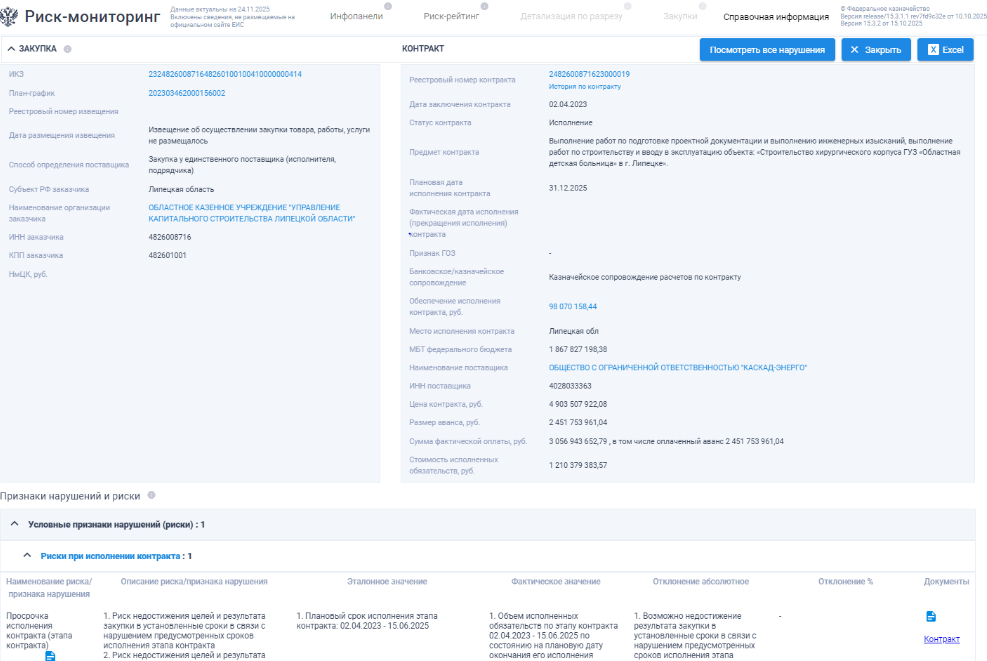 Риск-мониторинг
Данные актуальны на 24.11.2025
Включены сведения, не размещаемые на
официальном сайте ЕИС
Инфопанели
Риск-рейтинг
Детализация по разрезу
Закупки
Справочная информация
© Федеральное казначейство
Версия release/15.3.1.1 rev7fd9c32e от 10.10.2025
Версия 15.3.2 от 15.10.2025
ЗАКУПКА
КОНТРАКТ
Посмотреть все нарушения
Закрыть
Excel
ИКЗ
232482600871648260100100410000000414
План-график
202303462000156002
Реестровый номер извещения
Дата размещения извещения
Извещение об осуществлении закупки товара, работы, услуги
не размещалось
Способ определения поставщика
Закупка у единственного поставщика (исполнителя,
подрядчика)
Субъект РФ заказчика
Липецкая область
Наименование организации
заказчика
ОБЛАСТНОЕ КАЗЕННОЕ УЧРЕЖДЕНИЕ "УПРАВЛЕНИЕ
КАПИТАЛЬНОГО СТРОИТЕЛЬСТВА ЛИПЕЦКОЙ ОБЛАСТИ"
ИНН заказчика
4826008716
КПП заказчика
482601001
НмЦК, руб.
Реестровый номер контракта
2482600871623000019
История по контракту
Дата заключения контракта
02.04.2023
Статус контракта
Исполнение
Предмет контракта
Выполнение работ по подготовке проектной документации и выполнению инженерных изысканий, выполнение
работ по строительству и вводу в эксплуатацию объекта: «Строительство хирургического корпуса ГУЗ «Областная
детская больница» в г. Липецке».
Плановая дата
исполнения контракта
31.12.2025
Фактическая дата исполнения
(прекращения исполнения)
контракта
Признак ГОЗ
-
Банковское/казначейское
сопровождение
Казначейское сопровождение расчетов по контракту
Обеспечение исполнения
контракта, руб.
98 070 158,44
Место исполнения контракта
Липецкая обл
МБТ федерального бюджета
1 867 827 198,38
Наименование поставщика
ОБЩЕСТВО С ОГРАНИЧЕННОЙ ОТВЕТСТВЕННОСТЬЮ "КАСКАД-ЭНЕРГО"
ИНН поставщика
4028033363
Цена контракта, руб.
4 903 507 922,08
Размер аванса, руб.
2 451 753 961,04
Сумма фактической оплаты, руб.
3 056 943 652,79 , в том числе оплаченный аванс 2 451 753 961,04
Стоимость исполненных
обязательств, руб.
1 210 379 383,57
Признаки нарушений и риски
Условные признаки нарушений (риски) : 1
Риски при исполнении контракта : 1
Наименование риска/
признака нарушения
Описание риска/признака нарушения
Эталонное значение
Фактическое значение
Отклонение абсолютное
Отклонение %
Документы
Просрочка
исполнения
контракта (этапа
контракта)
1. Риск недостижения целей и результата
закупки в установленные сроки в связи с
нарушением предусмотренных сроков
исполнения этапа контракта
2. Риск недостижения целей и результата
1. Плановый срок исполнения этапа
контракта: 02.04.2023 - 15.06.2025
1. Объем исполненных
обязательств по этапу контракта
02.04.2023 - 15.06.2025 по
состоянию на плановую дату
окончания его исполнения
1. Возможно недостижение
результата закупки в
установленные сроки в связи с
нарушением предусмотренных
сроков исполнения этапа
-
Контракт